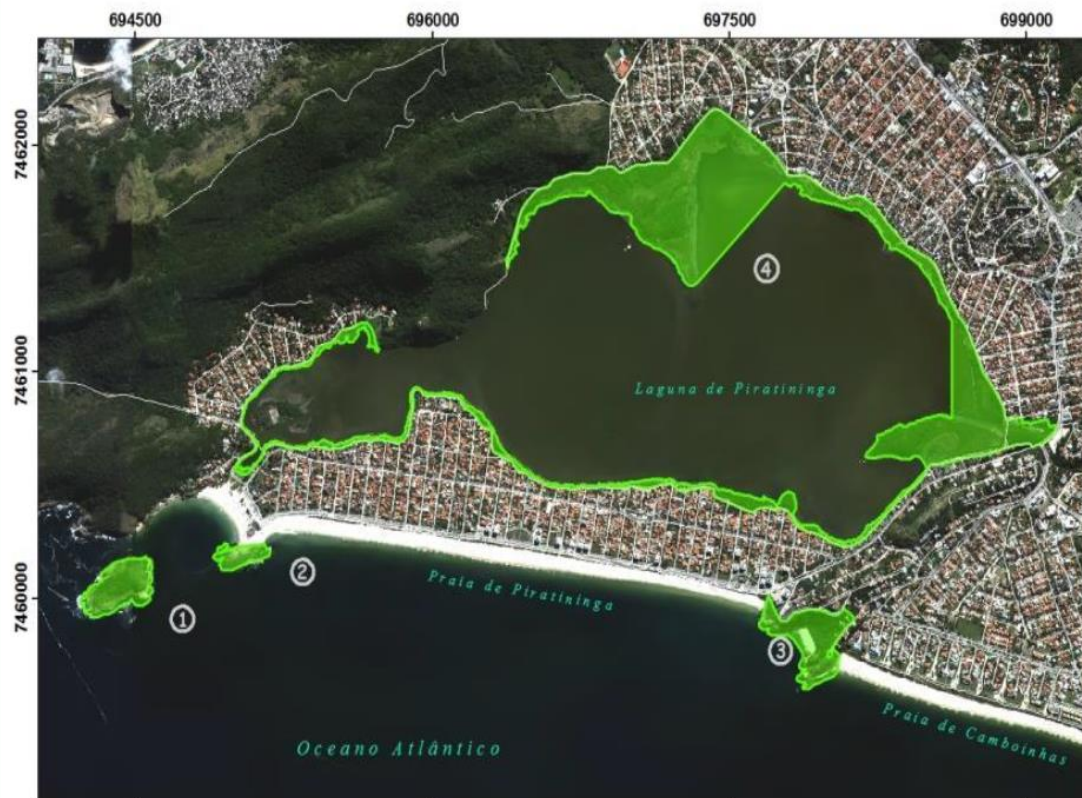 694500 696000 697500 699000
7462000
4
7461000
Laguna de Piratininga
2
Praia de Piratininga
7460000
1
3
Praia de Camboinhas
Oceano Atlântico